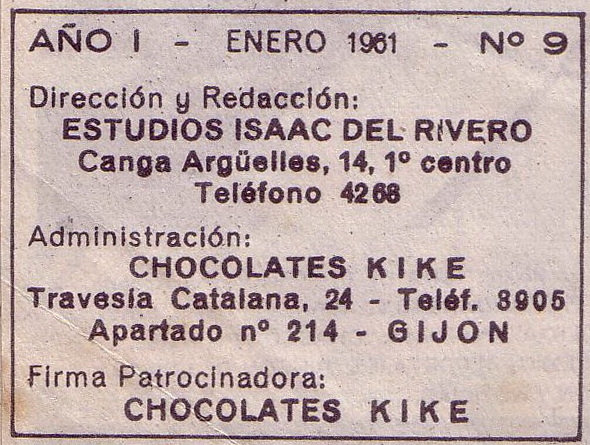 AÑO I - ENERO 1961 - Nº 9
Dirección y Redacción:
ESTUDIOS ISAAC DEL RIVERO
Canga Argüelles, 14, 1º centro
Teléfono 4268
Administración:
CHOCOLATES KIKE
Travesía Catalana, 24 - Teléf. 8905
Apartado nº 214 - GIJON
Firma Patrocinadora:
CHOCOLATES KIKE